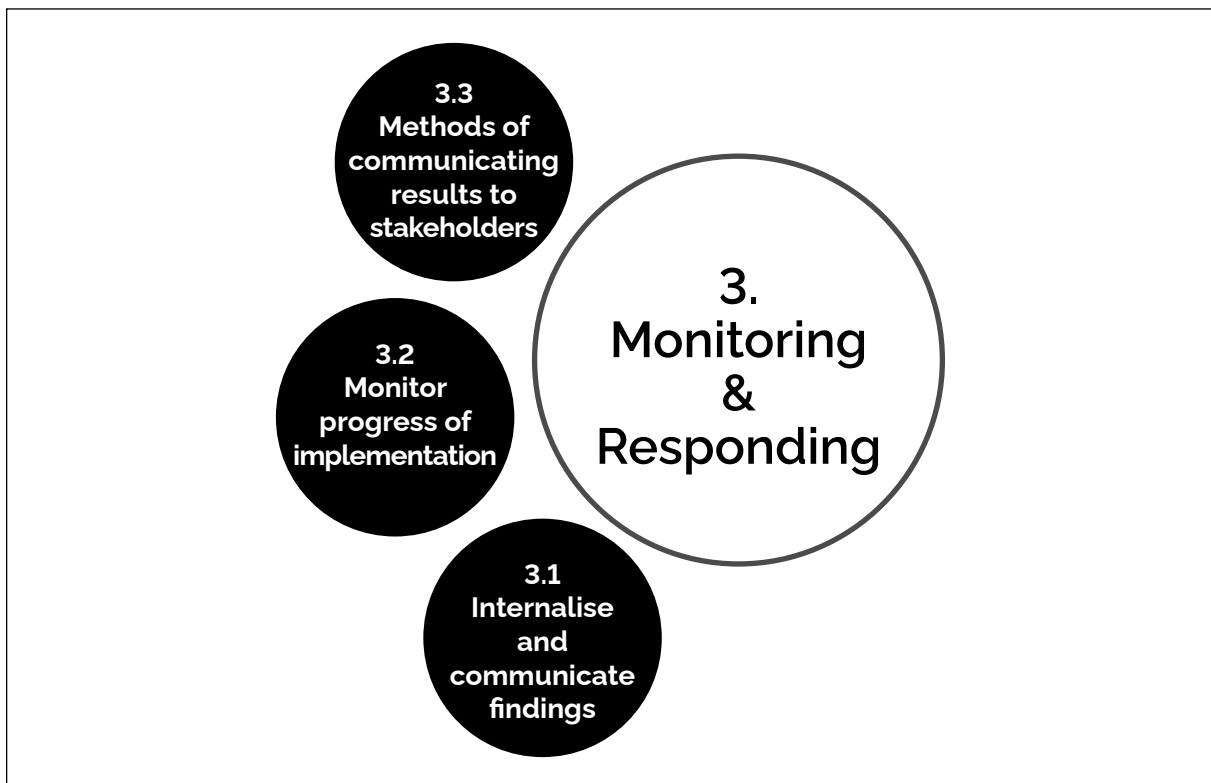 3.3
Methods of
communicating
results to
stakeholders
3.
Monitoring
&
Responding
3.2
Monitor
progress of
implementation
3.1
Internalise
and
communicate
findings